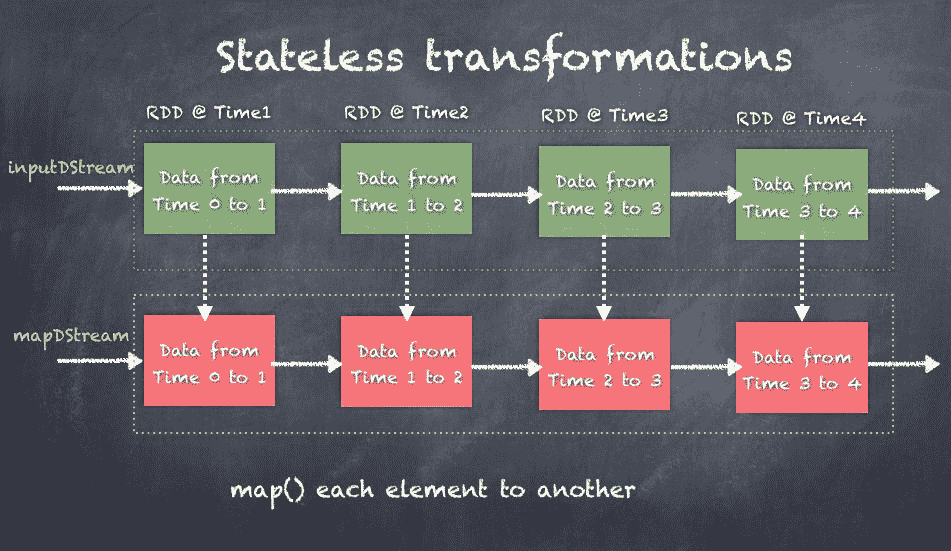 Stateless transformations
RDD @ Time1
RDD @ Time2
RDD @ Time3
RDD @ Time4
inputDStream
Data from
Time 0 to 1
Data from
Time 1 to 2
Data from
Time 2 to 3
Data from
Time 3 to 4
mapDStream
Data from
Time 0 to 1
Data from
Time 1 to 2
Data from
Time 2 to 3
Data from
Time 3 to 4
map() each element to another